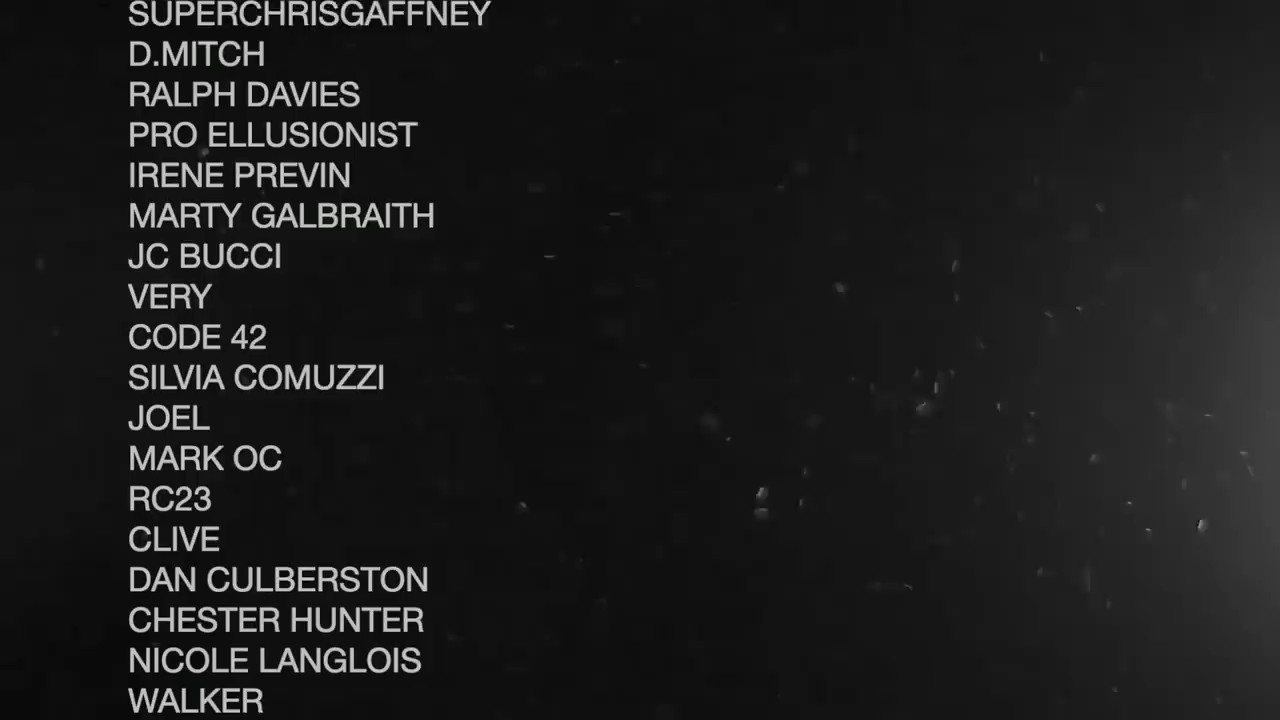 SUPERCHRISGAFFNEY
D.MITCH
RALPH DAVIES
PRO ELLUSIONIST
IRENE PREVIN
MARTY GALBRAITH
JC BUCCI
VERY
CODE 42
SILVIA COMUZZI
JOEL
MARK OC
RC23
CLIVE
DAN CULBERSTON
CHESTER HUNTER
NICOLE LANGLOIS
WALKER